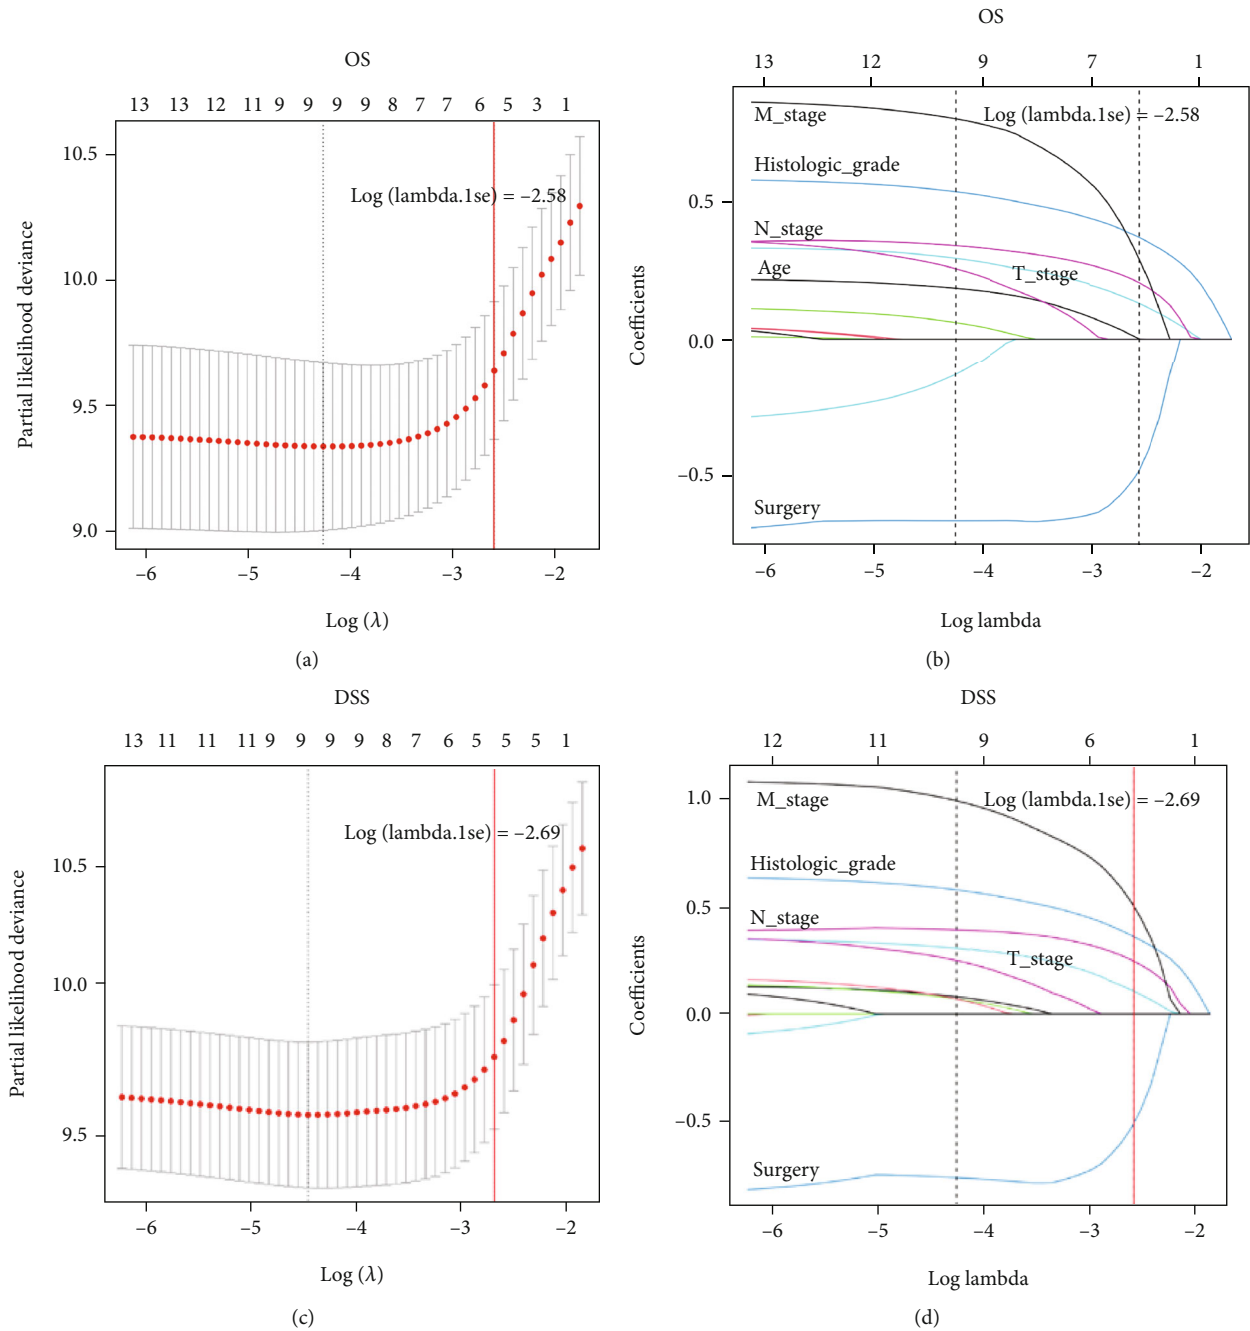 OS
13 13 12 11 9 9 9 9 8 7 7 6 5 3 1
Partial likelihood deviance
10.5
10.0
9.5
9.0
Log (lambda.1se) = –2.58
–6 –5 –4 –3 –2
Log (λ)
(a)
OS
13 12 9 7 1
Coefficients
0.5
0.0
–0.5
M_stage
Log (lambda.1se) = –2.58
Histologic_grade
N_stage
Age
T_stage
Surgery
–6 –5 –4 –3 –2
Log lambda
(b)
DSS
13 11 11 11 9 9 9 9 8 7 6 5 5 5 1
Partial likelihood deviance
10.5
10.0
9.5
Log (lambda.1se) = –2.69
–6 –5 –4 –3 –2
Log (λ)
(c)
DSS
12 11 9 6 1
Coefficients
1.0
0.5
0.0
–0.5
M_stage
Log (lambda.1se) = –2.69
Histologic_grade
N_stage
T_stage
Surgery
–6 –5 –4 –3 –2
Log lambda
(d)